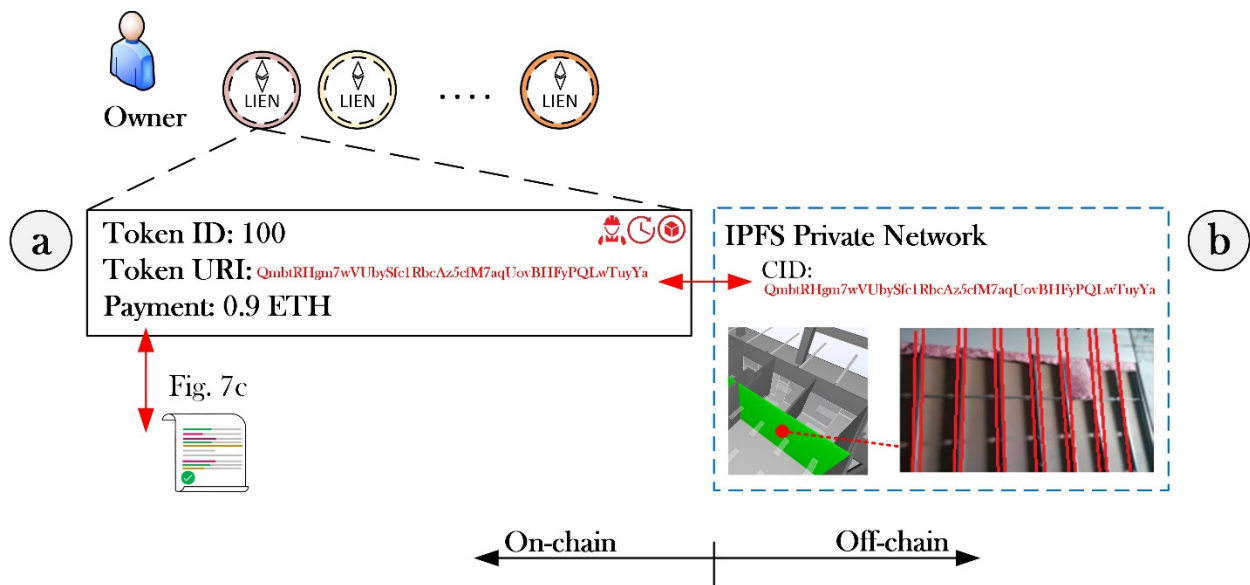 Owner
LIEN
LIEN
....
LIEN
a
Token ID: 100
Token URI: QmbtRHgm7wVUbySfc1RbcAz5cfM7aqUovBHFyPQLwTuyYa
Payment: 0.9 ETH
b
IPFS Private Network
CID:
QmbtRHgm7wVUbySfc1RbcAz5cfM7aqUovBHFyPQLwTuyYa
Fig. 7c
On-chain
Off-chain